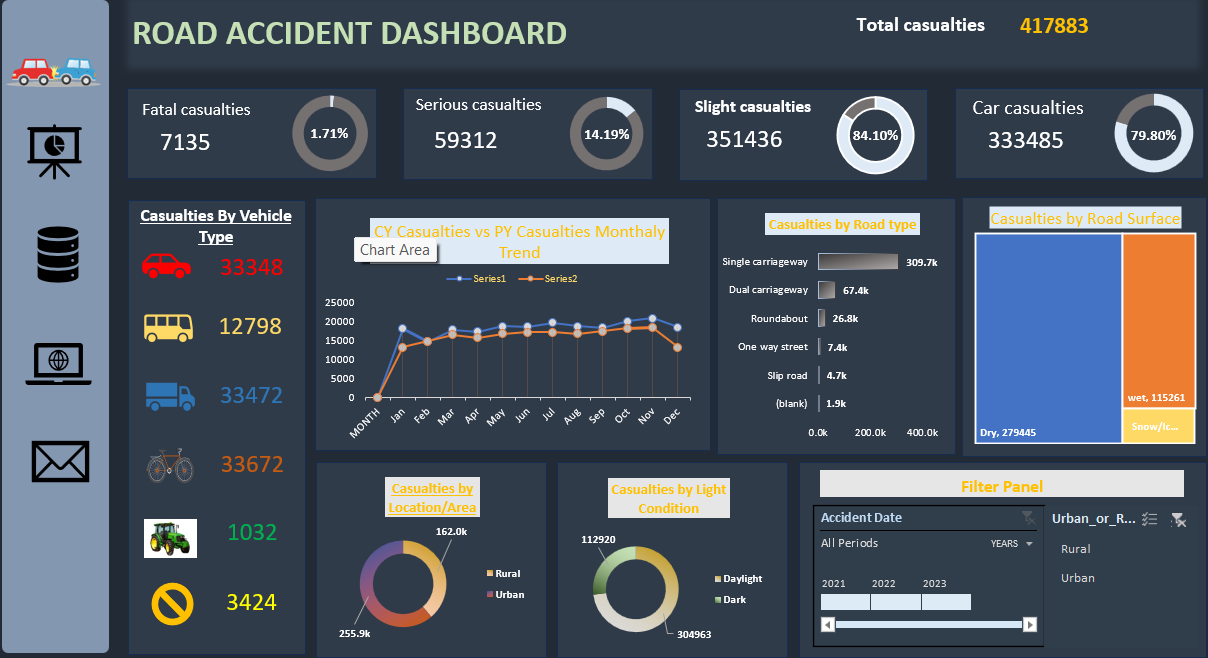 ROAD ACCIDENT DASHBOARD
Total casualties 417883
Fatal casualties
7135
1.71%
Serious casualties
59312
14.19%
Slight casualties
351436
84.10%
Car casualties
333485
79.80%
Casualties By Vehicle
Type
33348
12798
33472
33672
1032
3424
CY Casualties vs PY Casualties Monthaly
Trend
Chart Area
Series1 Series2
25000
20000
15000
10000
5000
0
MONTH Jan Feb Mar Apr May Jun Jul Aug Sep Oct Nov Dec
Casualties by Road type
Single carriageway 309.7k
Dual carriageway 67.4k
Roundabout 26.8k
One way street 7.4k
Slip road 4.7k
(blank) 1.9k
0.0k 200.0k 400.0k
Casualties by Road Surface
Dry, 279445
wet, 115261
Snow/Ic...
Casualties by
Location/Area
162.0k
Rural
Urban
255.9k
Casualties by Light
Condition
112920
Daylight
Dark
304963
Filter Panel
Accident Date
All Periods YEARS
2021 2022 2023
Urban_or_R...
Rural
Urban